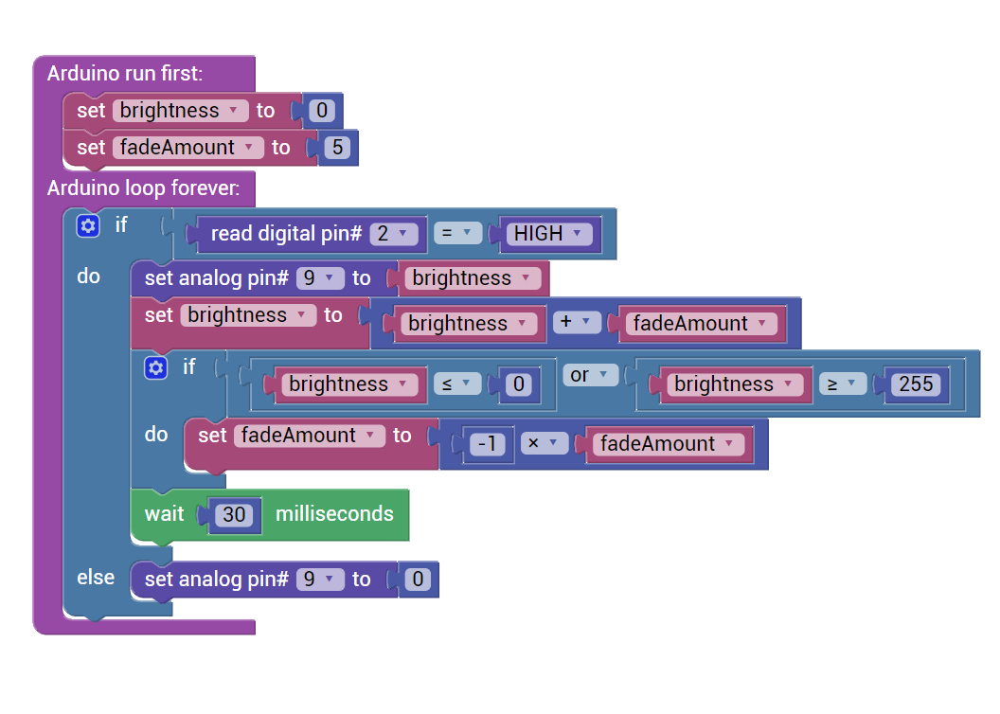 Arduino run first:
set brightness to 0
set fadeAmount to 5
Arduino loop forever:
if read digital pin# 2 = HIGH
do set analog pin# 9 to brightness
set brightness to brightness + fadeAmount
if brightness ≤ 0 or brightness ≥ 255
do set fadeAmount to -1 × fadeAmount
wait 30 milliseconds
else set analog pin# 9 to 0